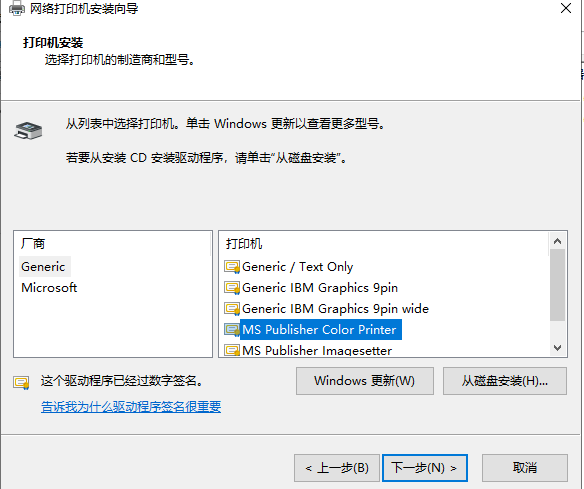 网络打印机安装向导
打印机安装
选择打印机的制造商和型号。
从列表中选择打印机。单击 Windows 更新以查看更多型号。
若要从安装 CD 安装驱动程序，请单击“从磁盘安装”。
厂商
Generic
Microsoft
打印机
Generic / Text Only
Generic IBM Graphics 9pin
Generic IBM Graphics 9pin wide
MS Publisher Color Printer
MS Publisher Imagesetter
这个驱动程序已经过数字签名。
告诉我为什么驱动程序签名很重要
Windows 更新(W)
从磁盘安装(H)...
< 上一步(B)
下一步(N) >
取消